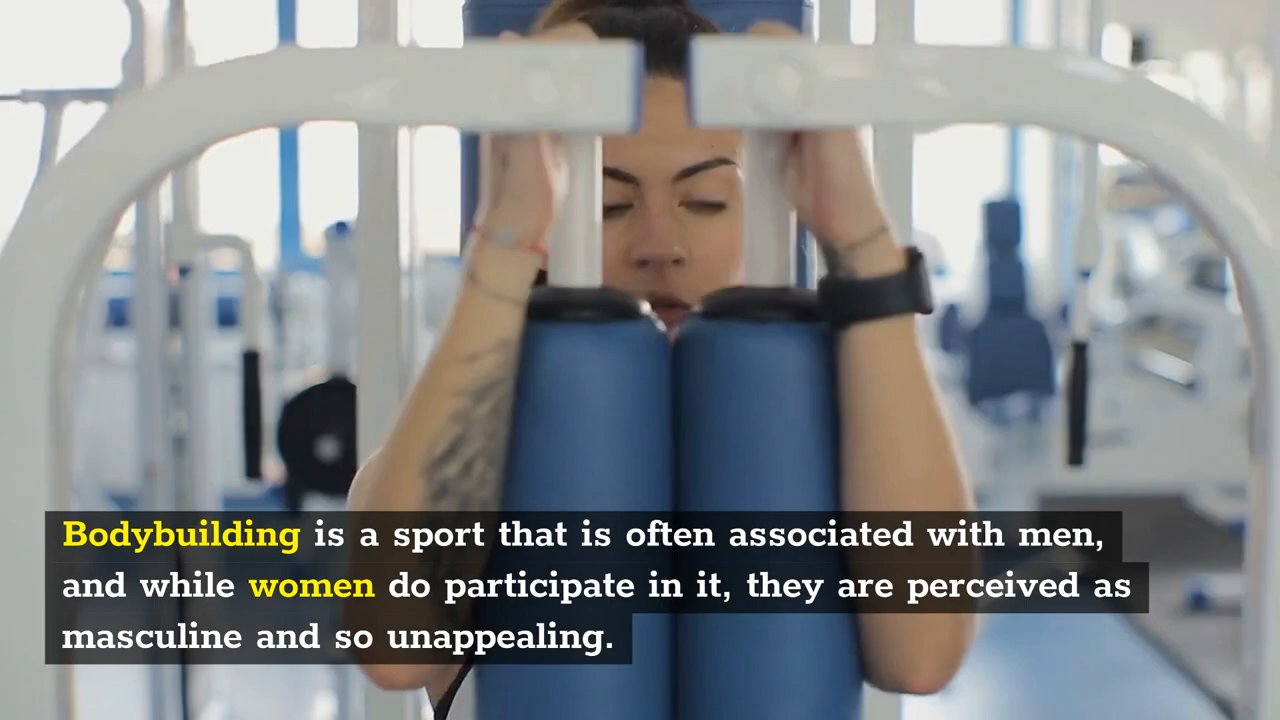 Bodybuilding is a sport that is often associated with men,
and while women do participate in it, they are perceived as
masculine and so unappealing.